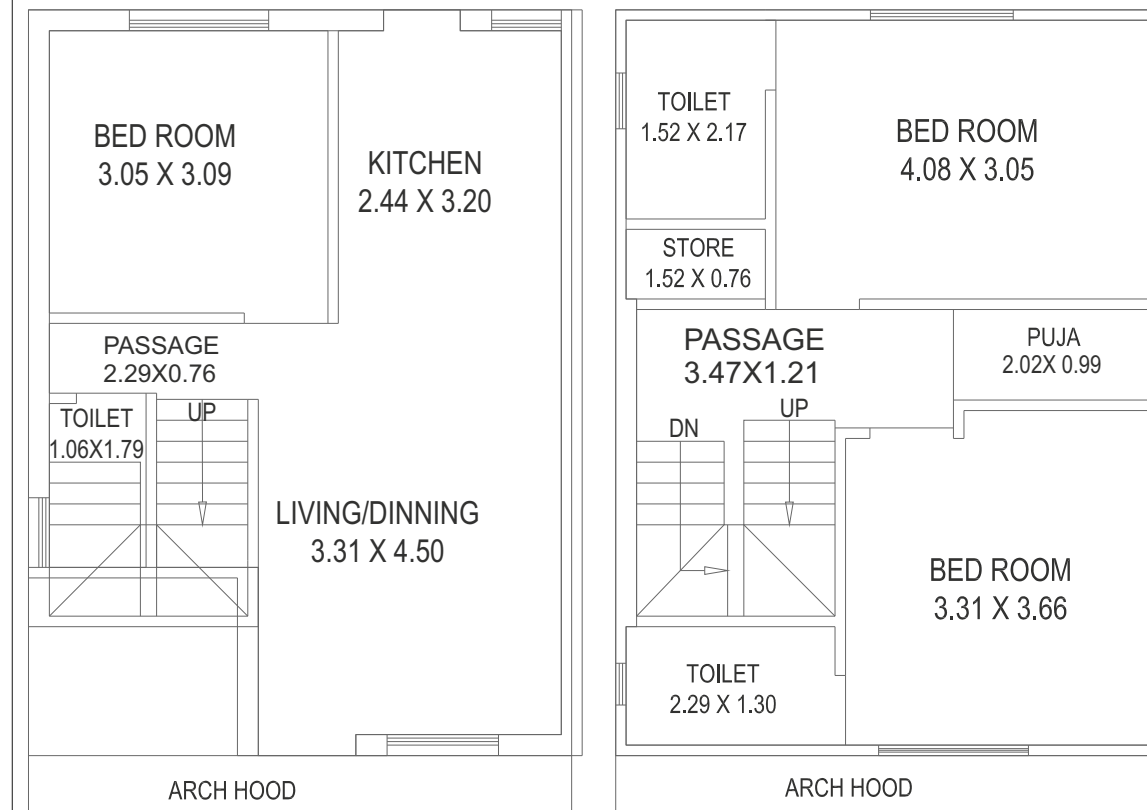 BED ROOM
3.05 X 3.09
KITCHEN
2.44 X 3.20
PASSAGE
2.29X0.76
TOILET
1.06X1.79
UP
LIVING/DINNING
3.31 X 4.50
ARCH HOOD
TOILET
1.52 X 2.17
BED ROOM
4.08 X 3.05
STORE
1.52 X 0.76
PASSAGE
3.47X1.21
PUJA
2.02X 0.99
DN
UP
BED ROOM
3.31 X 3.66
TOILET
2.29 X 1.30
ARCH HOOD